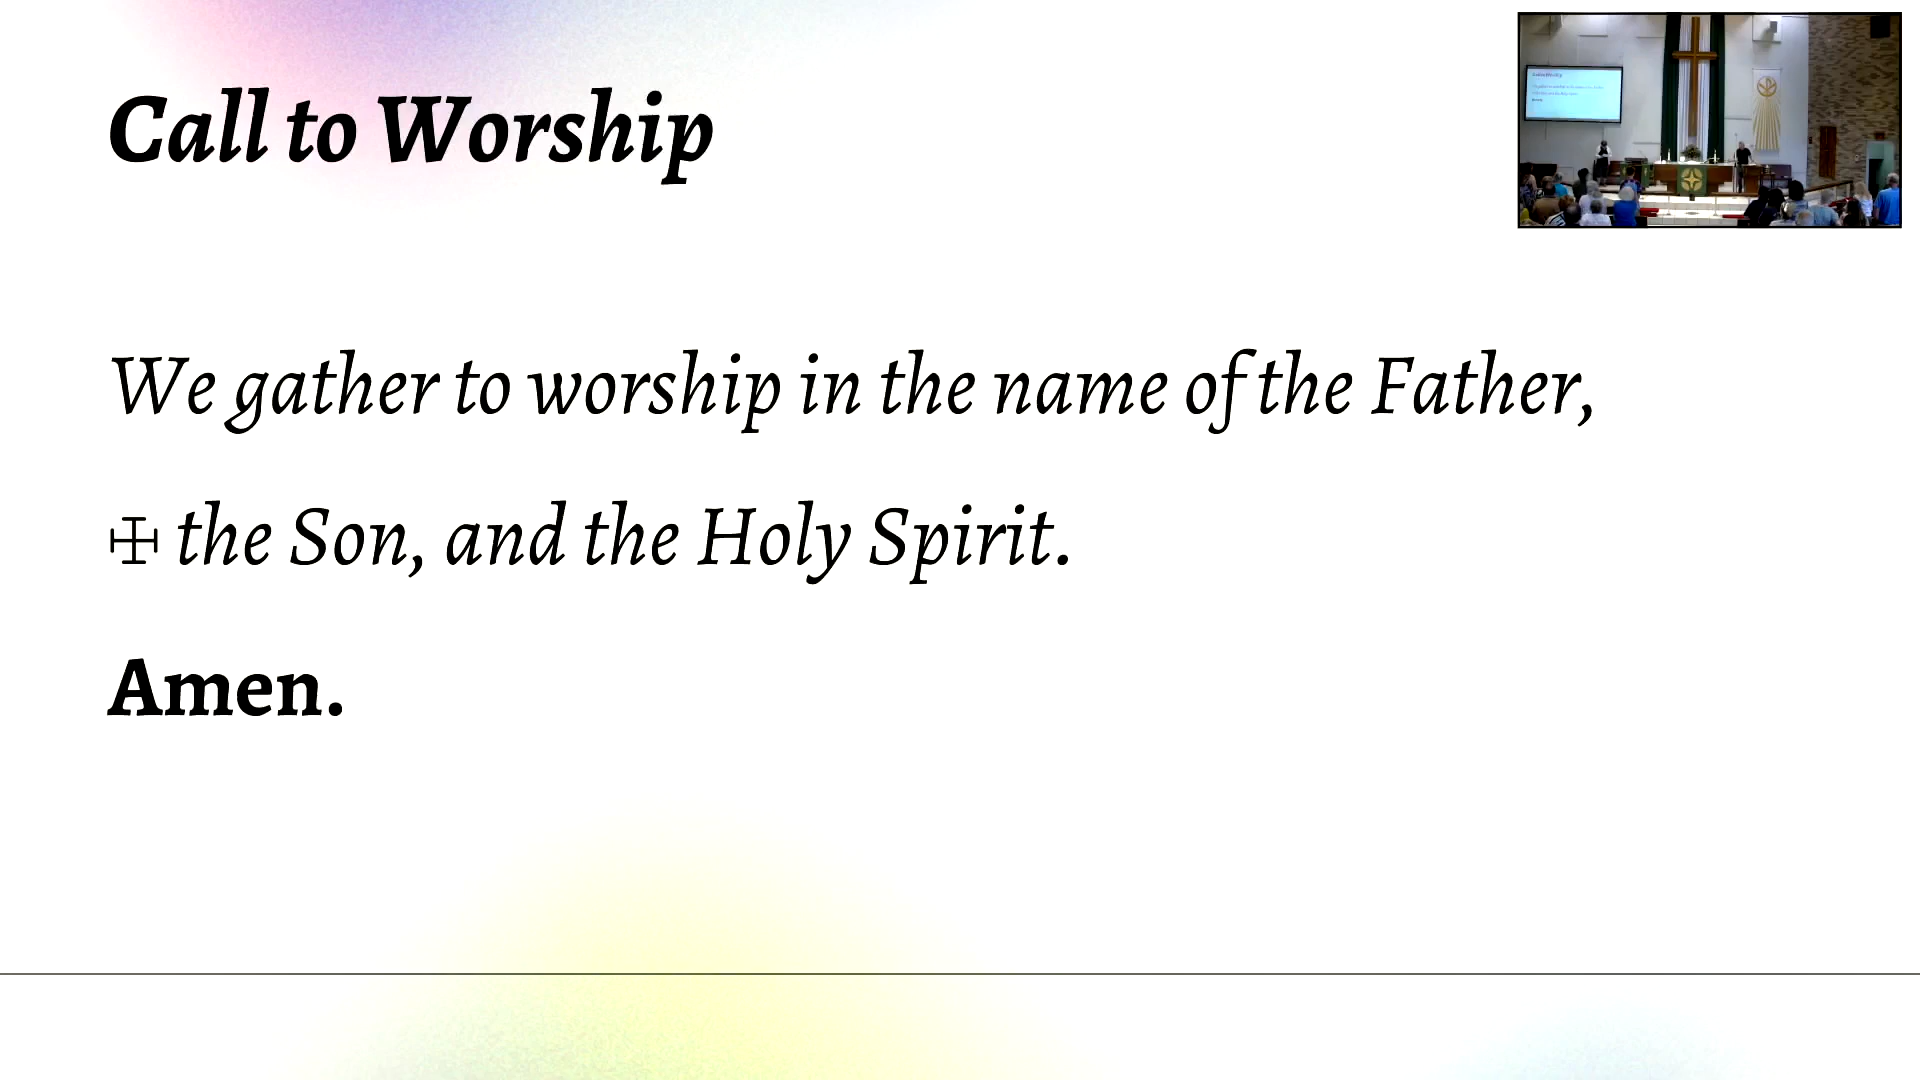 Call to Worship
We gather to worship in the name of the Father,
☩ the Son, and the Holy Spirit.
Amen.